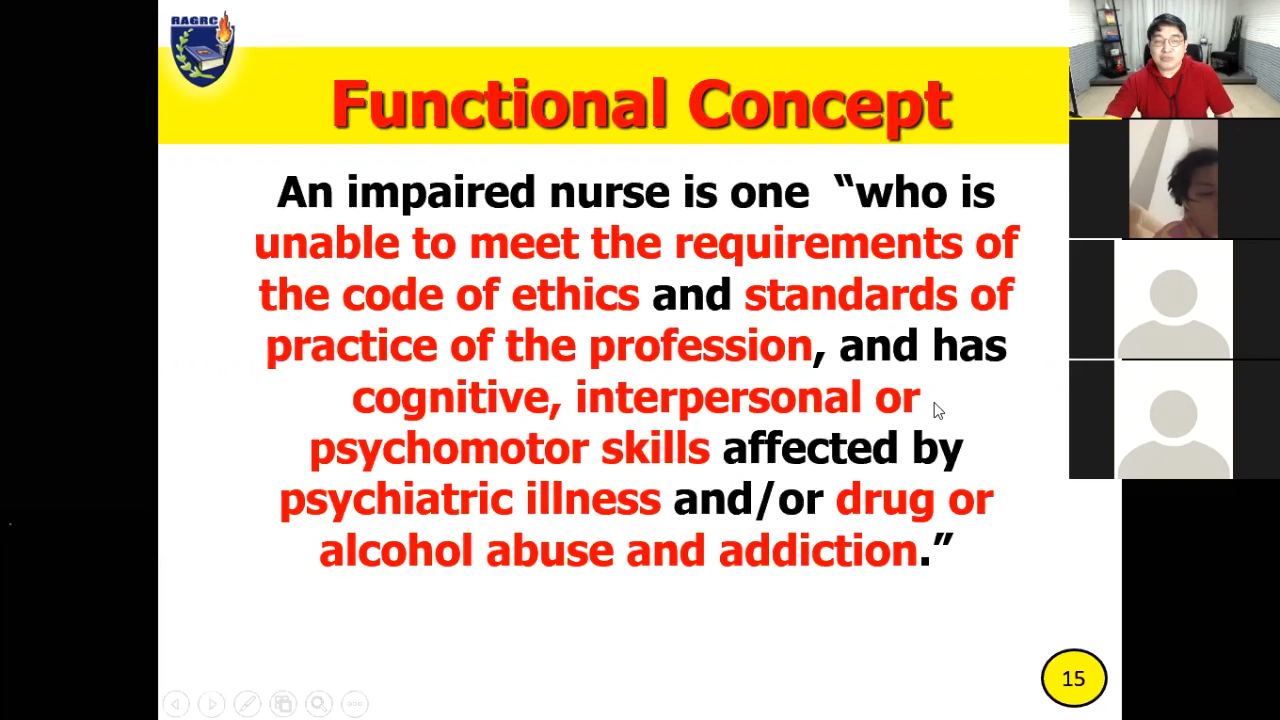 RAGRC
Functional Concept
An impaired nurse is one “who is
unable to meet the requirements of
the code of ethics and standards of
practice of the profession, and has
cognitive, interpersonal or
psychomotor skills affected by
psychiatric illness and/or drug or
alcohol abuse and addiction.”
15